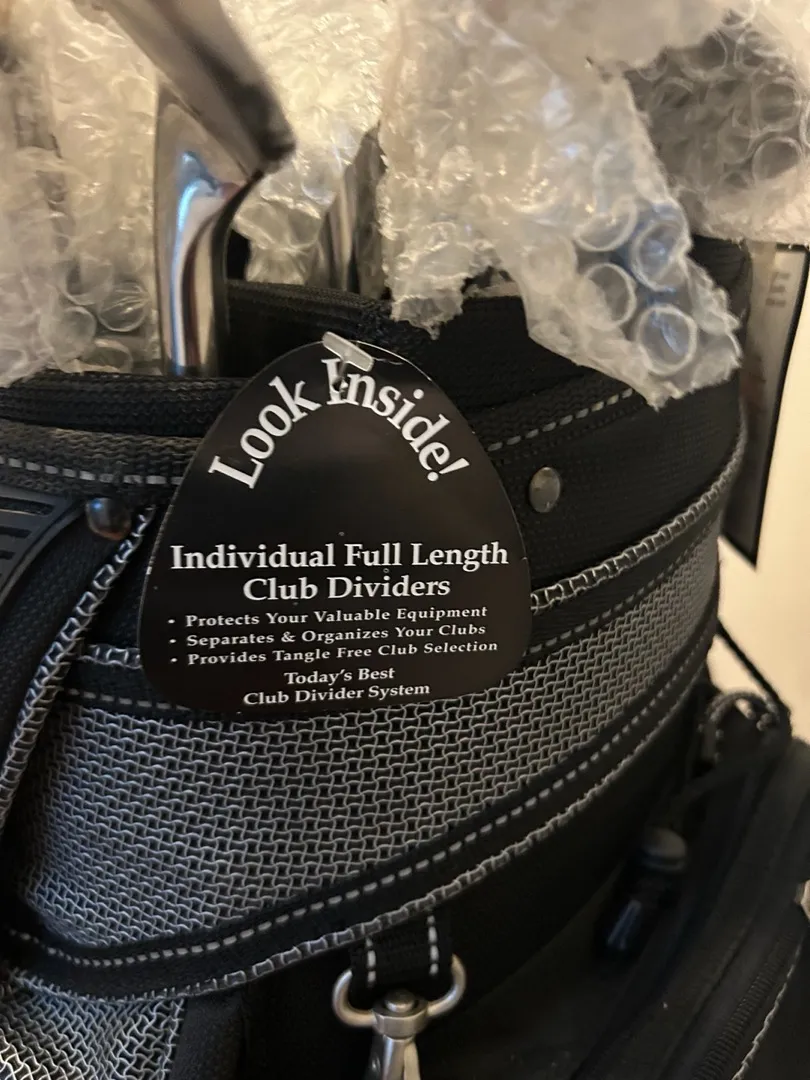 Look Inside!
Individual Full Length
Club Dividers
• Protects Your Valuable Equipment
• Separates & Organizes Your Clubs
• Provides Tangle Free Club Selection
Today's Best
Club Divider System